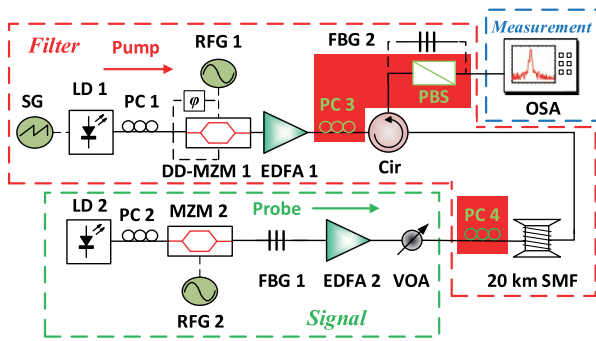 Filter
Pump
RFG 1
FBG 2
Measurement
SG
LD 1
PC 1
φ
PC 3
PBS
OSA
DD-MZM 1
EDFA 1
Cir
LD 2
PC 2
MZM 2
Probe
PC 4
FBG 1
EDFA 2
VOA
20 km SMF
RFG 2
Signal